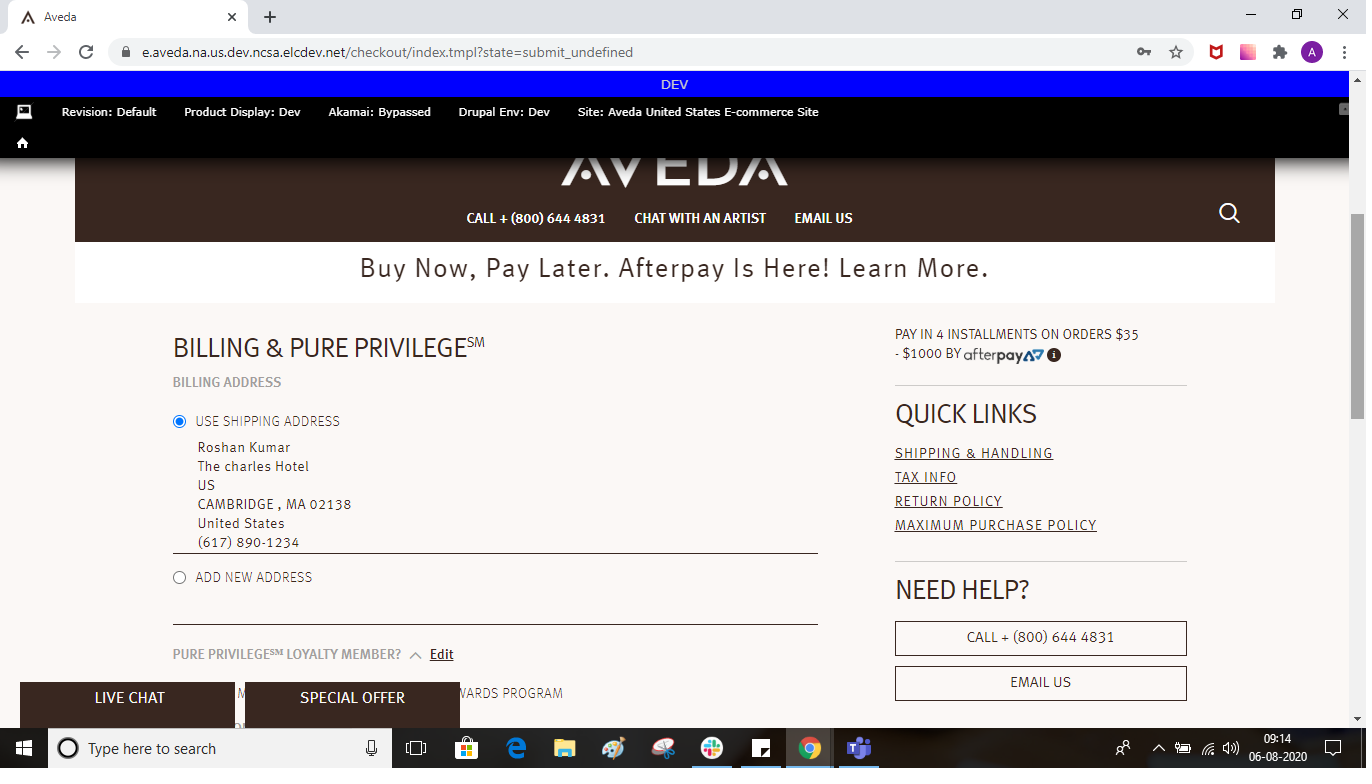 Aveda
e.aveda.na.us.dev.ncsa.elcdev.net/checkout/index.tmpl?state=submit_undefined
A
DEV
Revision: Default Product Display: Dev Akamai: Bypassed Drupal Env: Dev Site: Aveda United States E-commerce Site
AVEDA
CALL + (800) 644 4831 CHAT WITH AN ARTIST EMAIL US
Buy Now, Pay Later. Afterpay Is Here! Learn More.
BILLING & PURE PRIVILEGE℠
BILLING ADDRESS
USE SHIPPING ADDRESS
Roshan Kumar
The charles Hotel
US
CAMBRIDGE , MA 02138
United States
(617) 890-1234
ADD NEW ADDRESS
PURE PRIVILEGE℠ LOYALTY MEMBER? Edit
WARDS PROGRAM
PAY IN 4 INSTALLMENTS ON ORDERS $35
- $1000 BY afterpay i
QUICK LINKS
SHIPPING & HANDLING
TAX INFO
RETURN POLICY
MAXIMUM PURCHASE POLICY
NEED HELP?
CALL + (800) 644 4831
EMAIL US
LIVE CHAT SPECIAL OFFER
Type here to search
09:14
06-08-2020